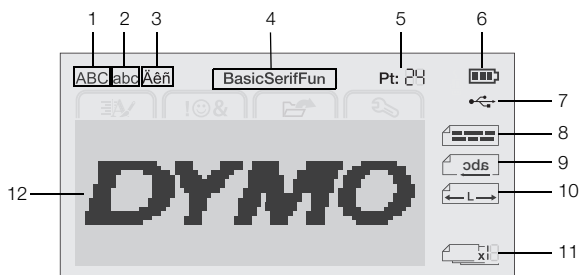 1 2 3 4 5 6
ABC abc Äêñ BasicSerifFun Pt: 24
!☺&
7
8
abc 9
L 10
12 DYMO
x 11